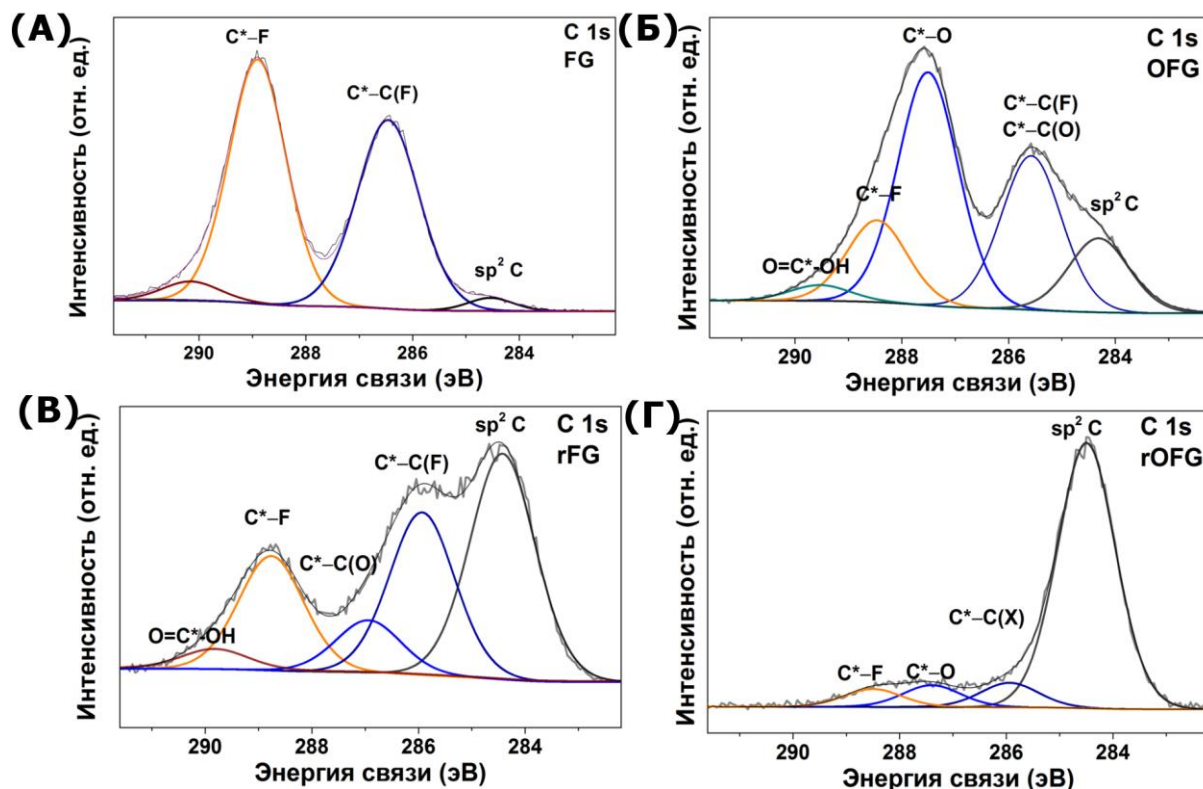 (А)
C*–F
C 1s
FG
C*–C(F)
sp² C
Интенсивность (отн. ед.)
290
288
286
284
Энергия связи (эВ)
(Б)
C*–O
C 1s
OFG
C*–C(F)
C*–C(O)
C*–F
sp² C
O=C*-OH
Интенсивность (отн. ед.)
290
288
286
284
Энергия связи (эВ)
(В)
sp² C
C 1s
rFG
C*–C(F)
C*–F
C*–C(O)
O=C*-OH
Интенсивность (отн. ед.)
290
288
286
284
Энергия связи (эВ)
(Г)
sp² C
C 1s
rOFG
C*–C(X)
C*–F
C*–O
Интенсивность (отн. ед.)
290
288
286
284
Энергия связи (эВ)